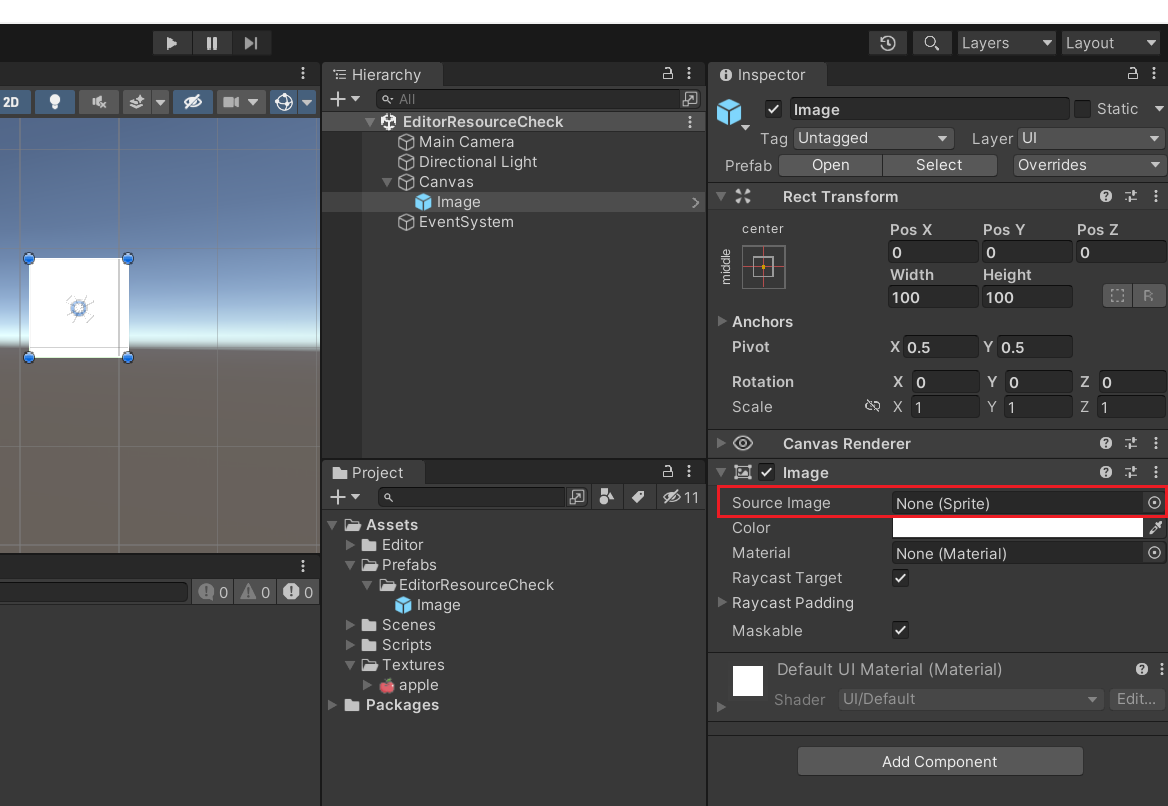 Layers
Layout
2D
0
0
0
Hierarchy
All
EditorResourceCheck
Main Camera
Directional Light
Canvas
Image
EventSystem
Project
11
Assets
Editor
Prefabs
EditorResourceCheck
Image
Scenes
Scripts
Textures
apple
Packages
Inspector
Image
Static
Tag Untagged Layer UI
Prefab Open Select Overrides
Rect Transform
center
middle
Pos X Pos Y Pos Z
0 0 0
Width Height
100 100
R
Anchors
Pivot X 0.5 Y 0.5
Rotation X 0 Y 0 Z 0
Scale X 1 Y 1 Z 1
Canvas Renderer
Image
Source Image None (Sprite)
Color
Material None (Material)
Raycast Target
Raycast Padding
Maskable
Default UI Material (Material)
Shader UI/Default Edit...
Add Component